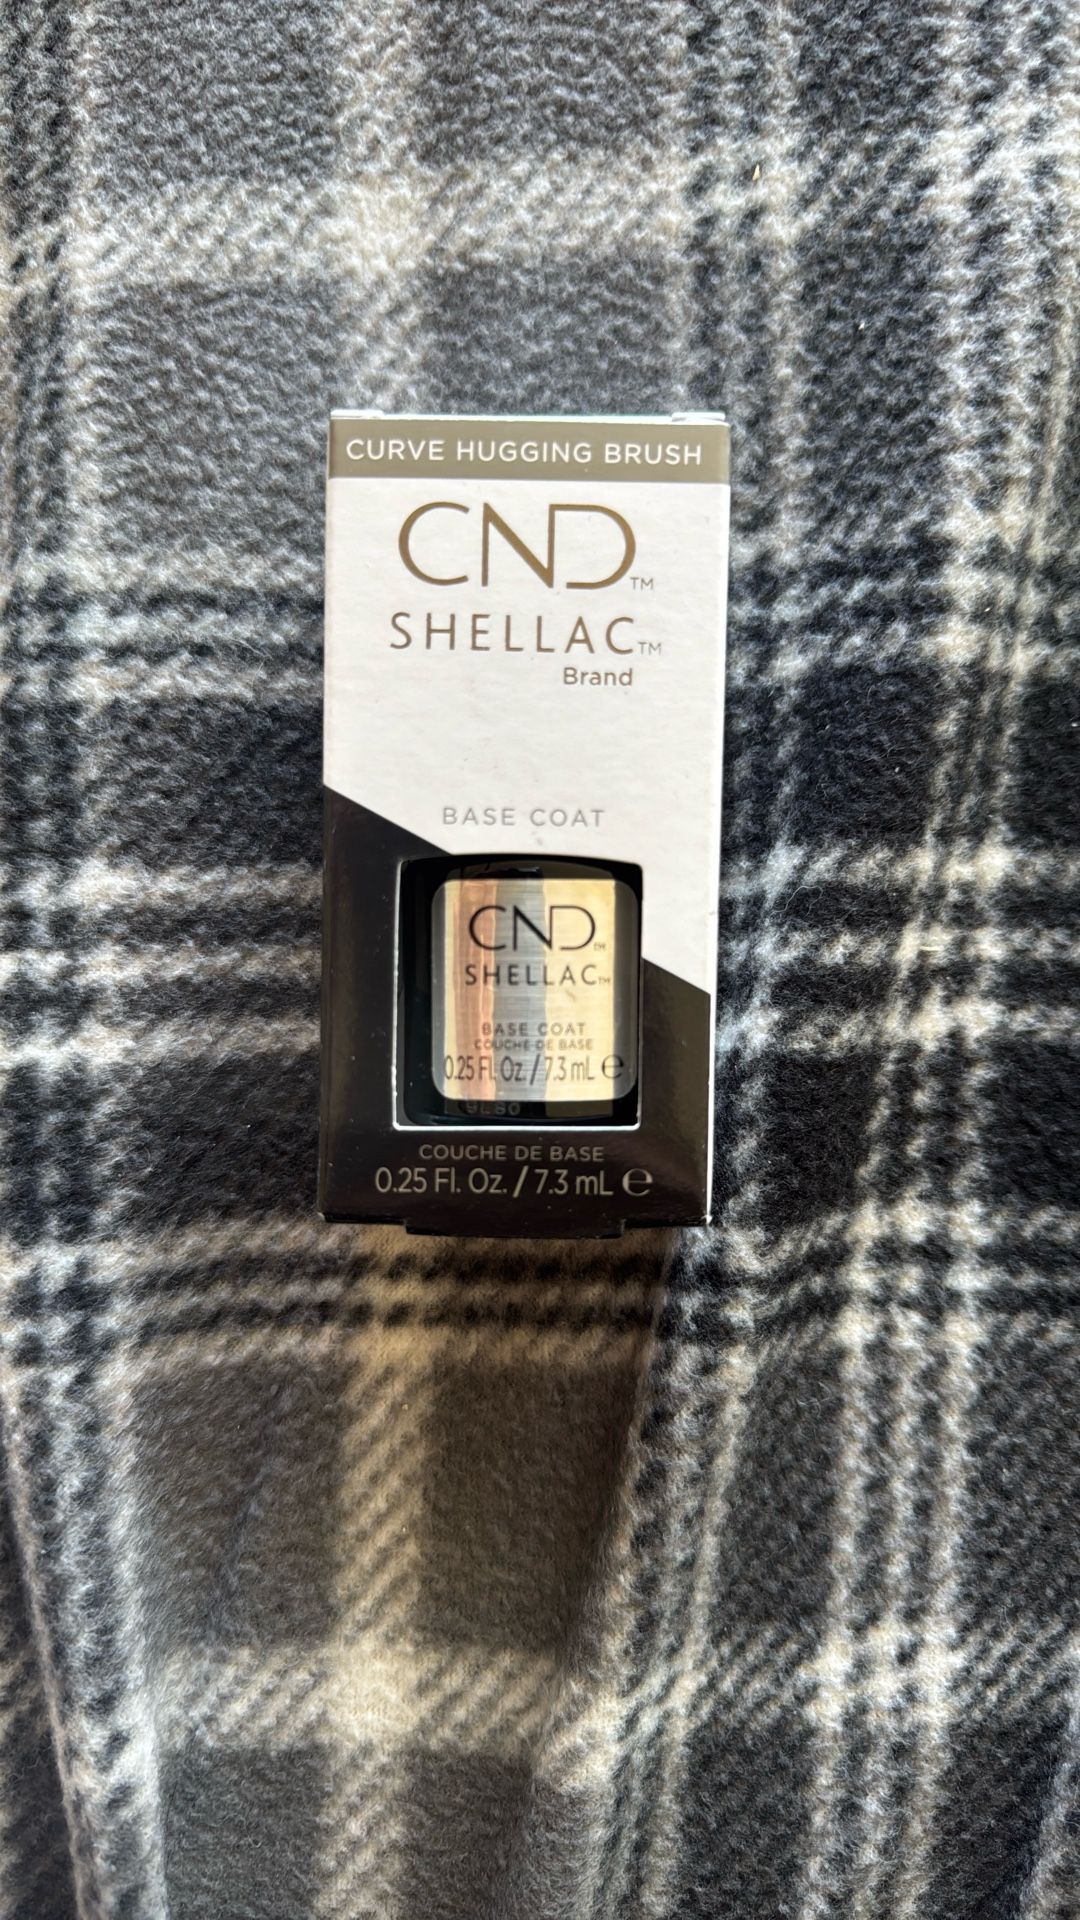 CURVE HUGGING BRUSH
CND™
SHELLAC™
Brand
BASE COAT
CND™
SHELLAC™
BASE COAT
COUCHE DE BASE
0.25 Fl. Oz. / 7.3 mL ℮
COUCHE DE BASE
0.25 Fl. Oz. / 7.3 mL ℮